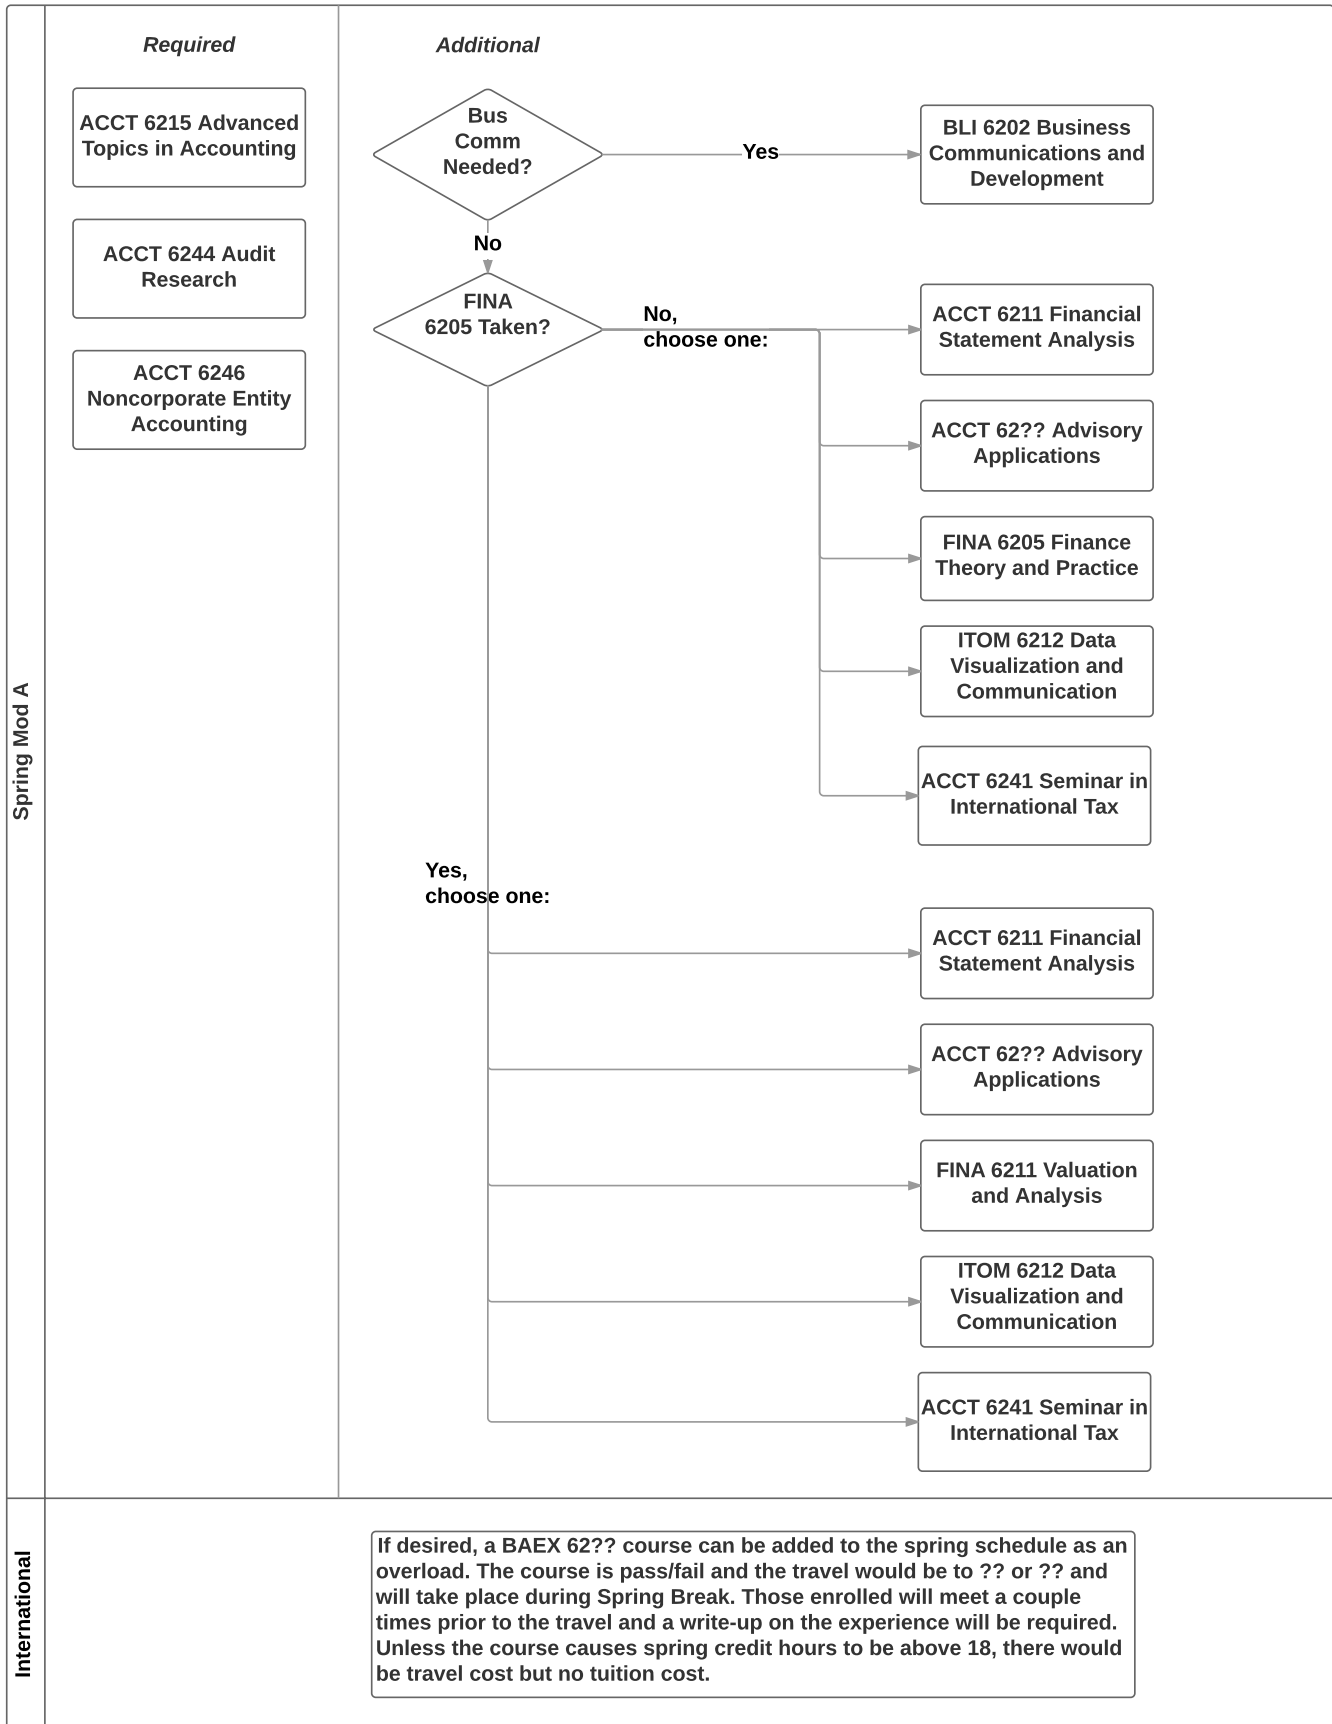 Required
Additional
ACCT 6215 Advanced
Topics in Accounting
ACCT 6244 Audit
Research
ACCT 6246
Noncorporate Entity
Accounting
Bus
Comm
Needed?
Yes
BLI 6202 Business
Communications and
Development
No
FINA
6205 Taken?
No,
choose one:
ACCT 6211 Financial
Statement Analysis
ACCT 62?? Advisory
Applications
FINA 6205 Finance
Theory and Practice
ITOM 6212 Data
Visualization and
Communication
ACCT 6241 Seminar in
International Tax
Yes,
choose one:
ACCT 6211 Financial
Statement Analysis
ACCT 62?? Advisory
Applications
FINA 6211 Valuation
and Analysis
ITOM 6212 Data
Visualization and
Communication
ACCT 6241 Seminar in
International Tax
Spring Mod A
International
If desired, a BAEX 62?? course can be added to the spring schedule as an
overload. The course is pass/fail and the travel would be to ?? or ?? and
will take place during Spring Break. Those enrolled will meet a couple
times prior to the travel and a write-up on the experience will be required.
Unless the course causes spring credit hours to be above 18, there would
be travel cost but no tuition cost.